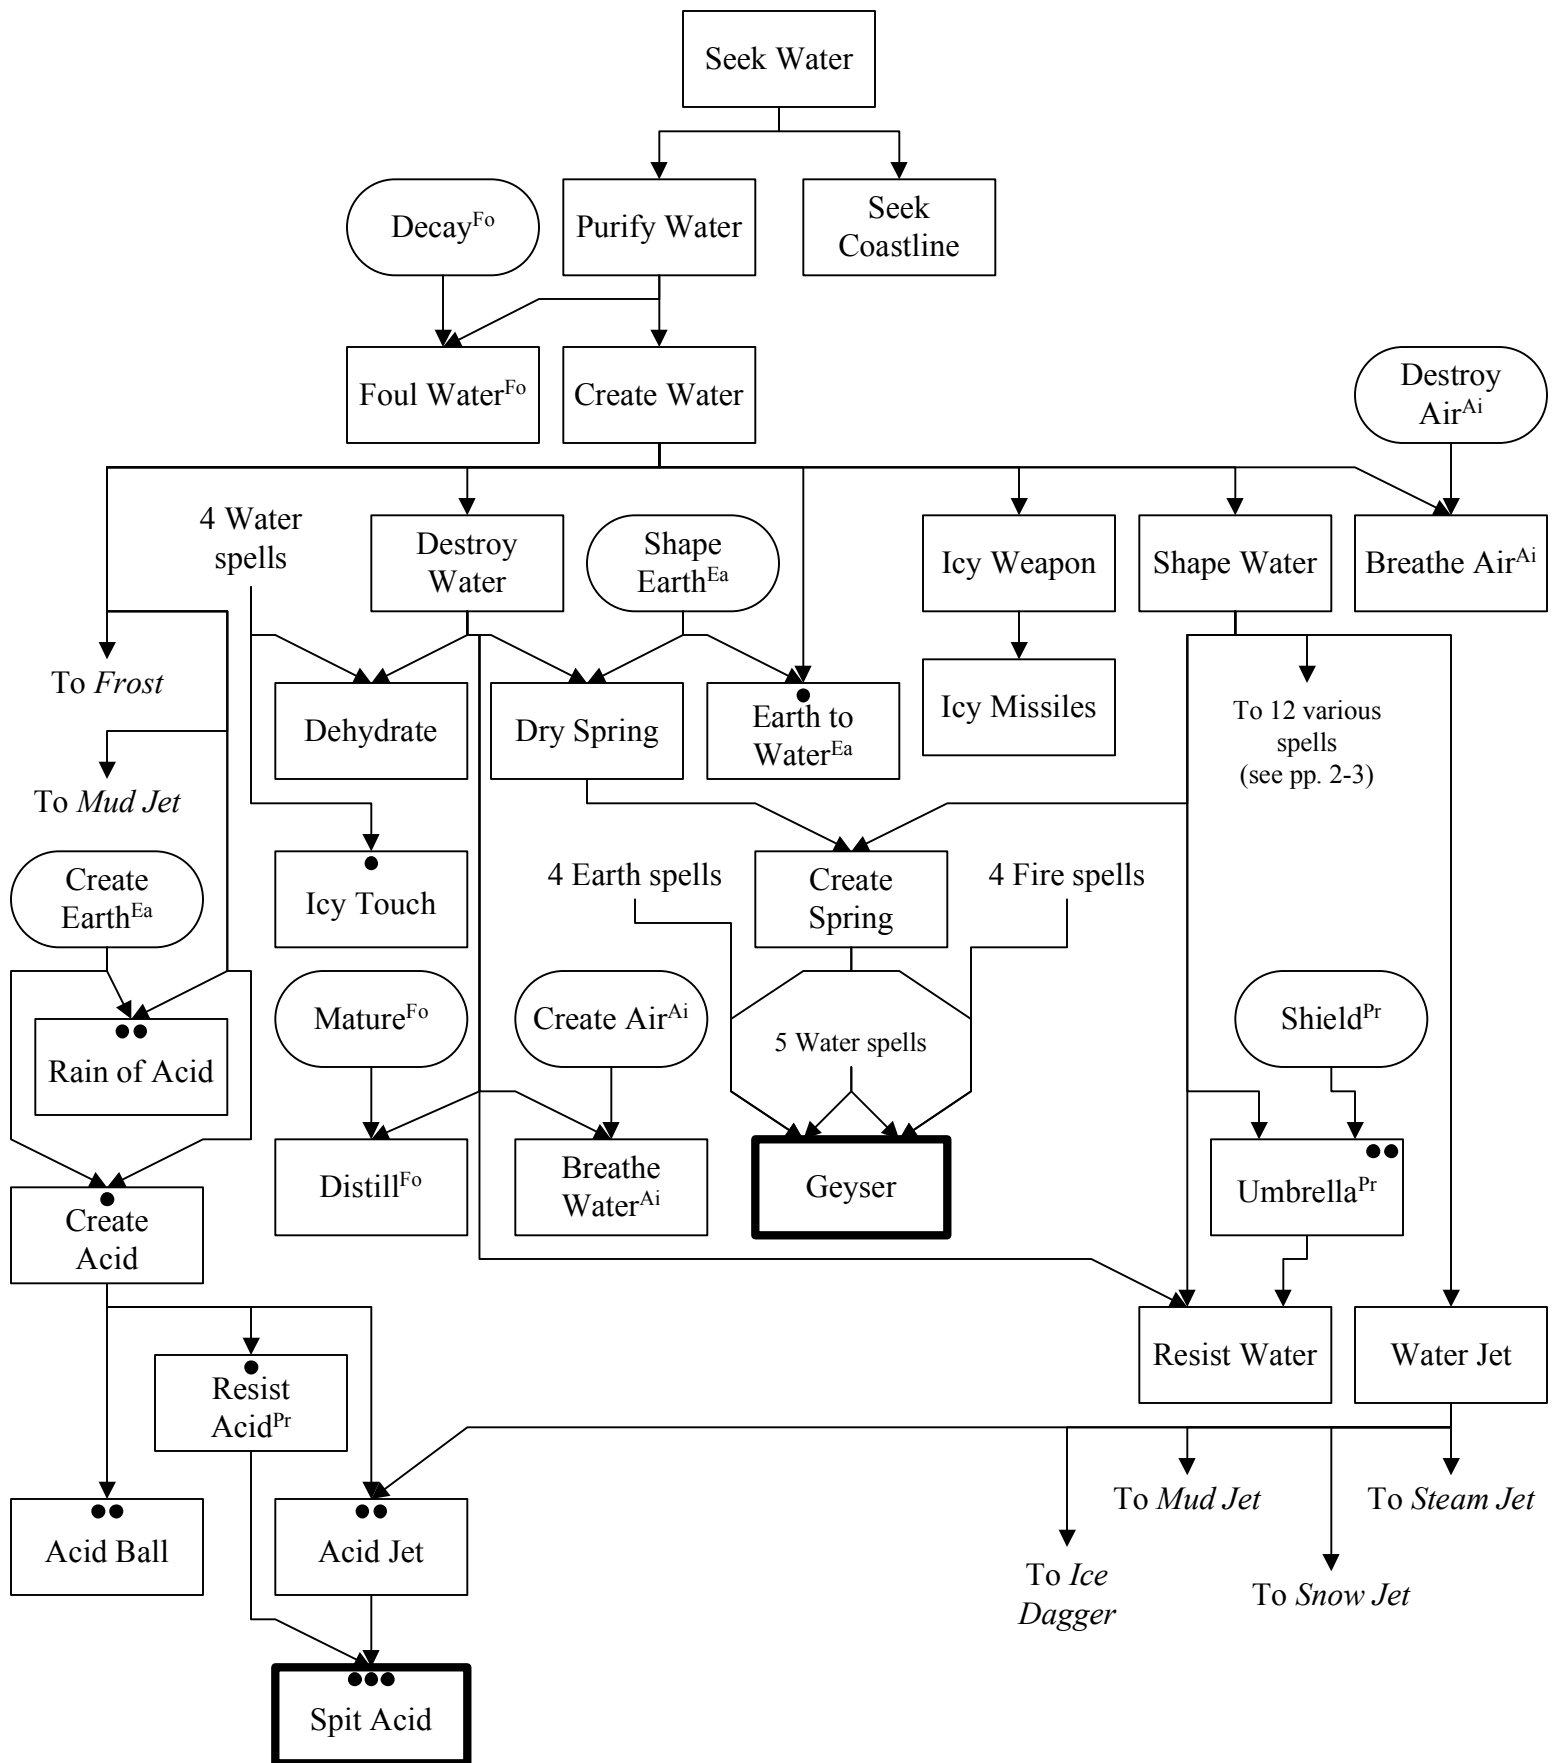 Seek Water
Decay^Fo
Purify Water
Seek
Coastline
Foul Water^Fo
Create Water
Destroy
Air^Ai
4 Water
spells
Destroy
Water
Shape
Earth^Ea
Icy Weapon
Shape Water
Breathe Air^Ai
To Frost
Dehydrate
Dry Spring
Earth to
Water^Ea
Icy Missiles
To 12 various
spells
(see pp. 2-3)
To Mud Jet
Create
Earth^Ea
Icy Touch
4 Earth spells
Create
Spring
4 Fire spells
Rain of Acid
Mature^Fo
Create Air^Ai
5 Water spells
Shield^Pr
Create
Acid
Distill^Fo
Breathe
Water^Ai
Geyser
Umbrella^Pr
Resist
Acid^Pr
Resist Water
Water Jet
Acid Ball
Acid Jet
To Ice
Dagger
To Mud Jet
To Snow Jet
To Steam Jet
Spit Acid